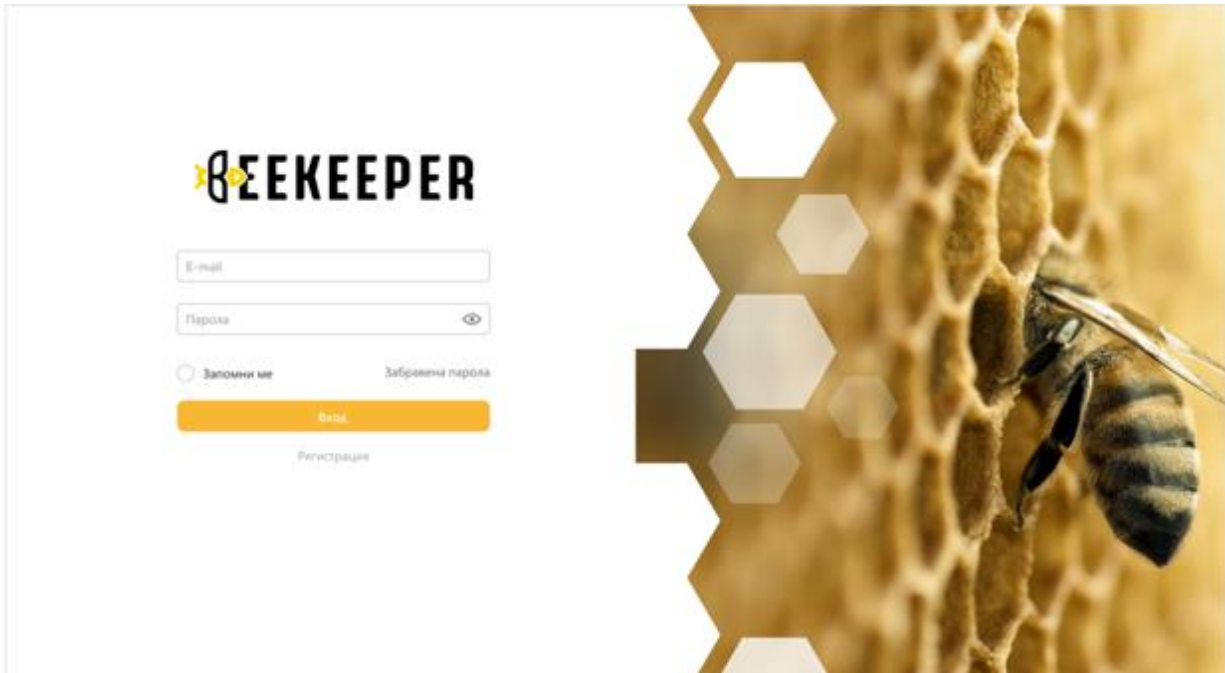 BEEKEEPER
E-mail
Парола
Запомни ме Забравена парола
Вход
Регистрация